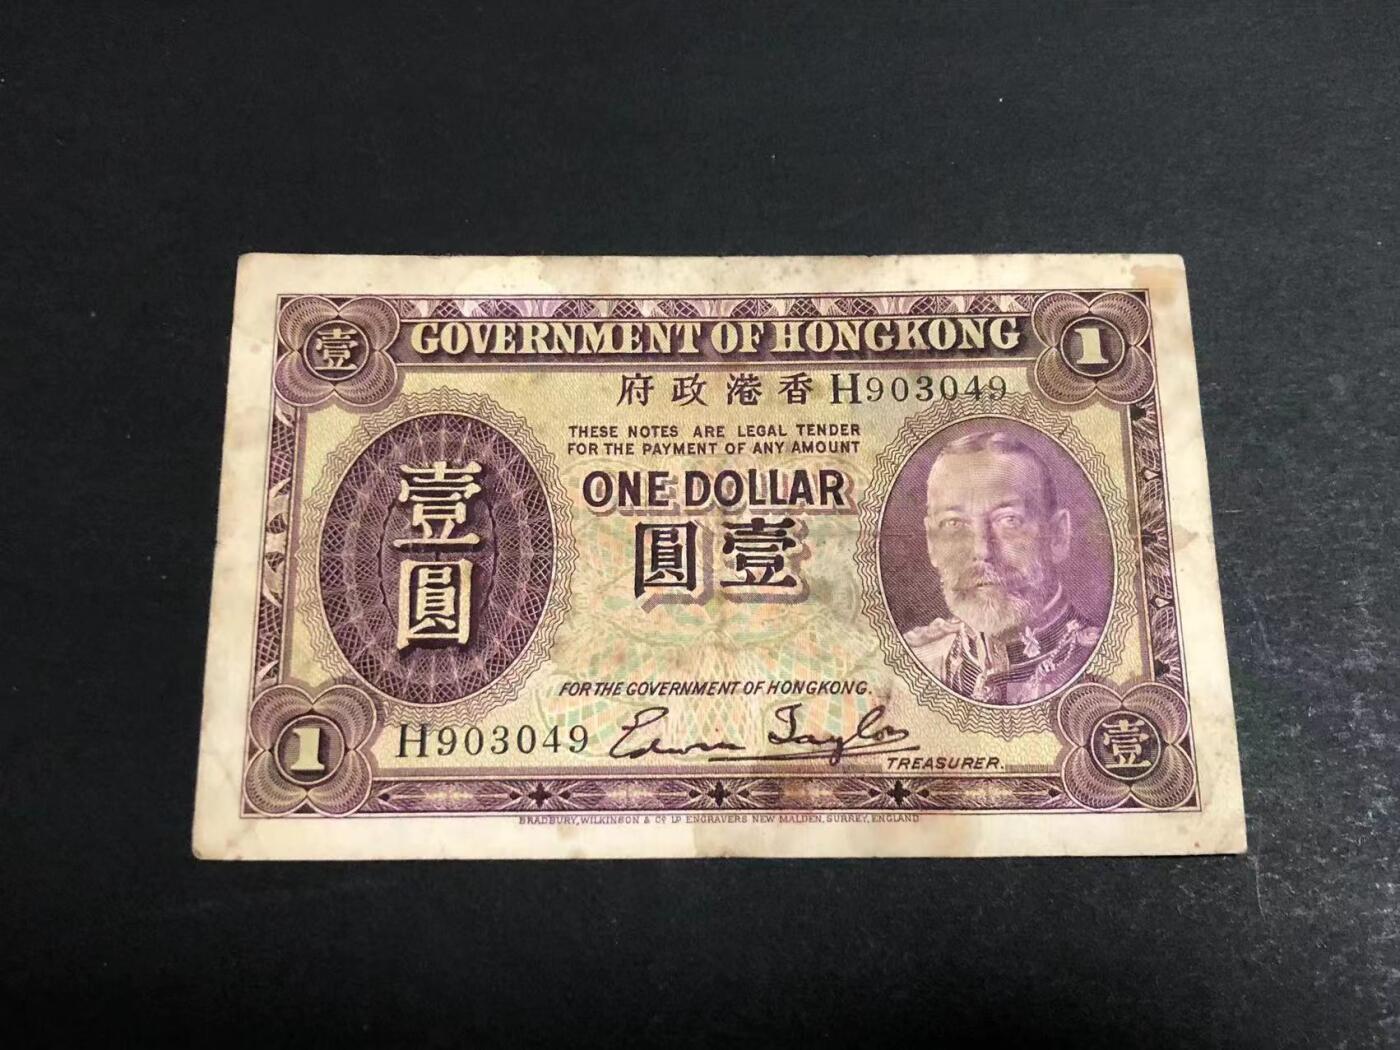 GOVERNMENT OF HONGKONG
壹
1
府政港香 H903049
THESE NOTES ARE LEGAL TENDER
FOR THE PAYMENT OF ANY AMOUNT
ONE DOLLAR
圓壹
壹
圓
FOR THE GOVERNMENT OF HONGKONG.
H903049
Edwin Taylor
TREASURER.
1
壹
BRADBURY, WILKINSON & Cº Lᴰ ENGRAVERS NEW MALDEN, SURREY, ENGLAND